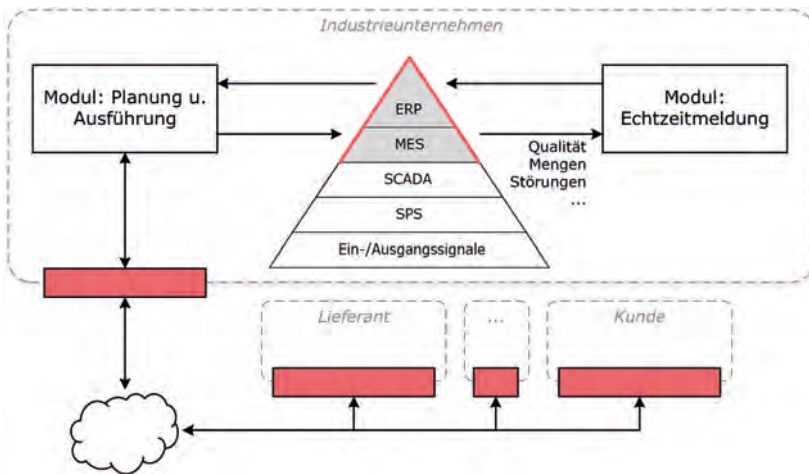 Industrieunternehmen
Modul: Planung u.
Ausführung
ERP
MES
SCADA
SPS
Ein-/Ausgangssignale
Modul:
Echtzeitmeldung
Qualität
Mengen
Störungen
...
Lieferant
...
Kunde